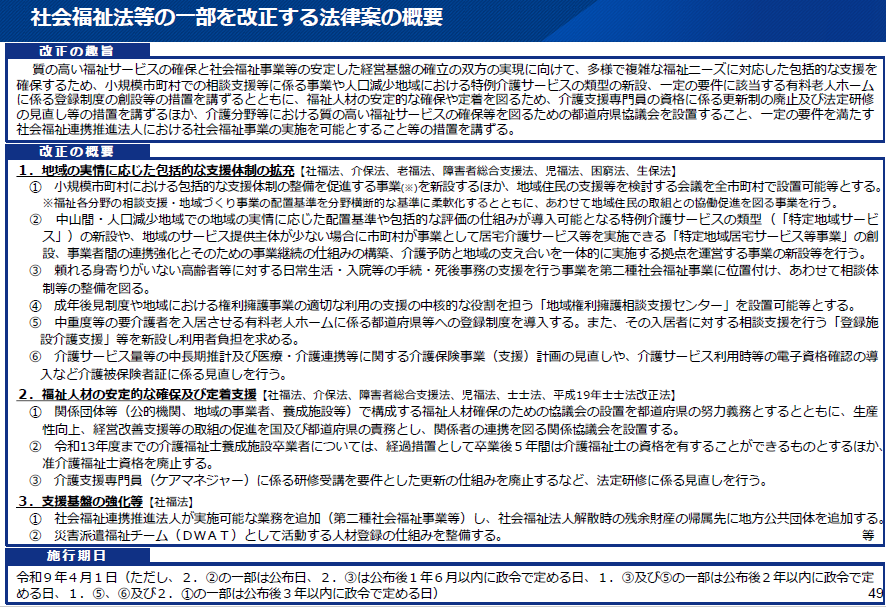 社会福祉法等の一部を改正する法律案の概要
改正の趣旨
質の高い福祉サービスの確保と社会福祉事業等の安定した経営基盤の確立の双方の実現に向けて、多様で複雑な福祉ニーズに対応した包括的な支援を
確保するため、小規模市町村での相談支援等に係る事業や人口減少地域における特例介護サービスの類型の新設、一定の要件に該当する有料老人ホーム
に係る登録制度の創設等の措置を講ずるとともに、福祉人材の安定的な確保や定着を図るため、介護支援専門員の資格に係る更新制の廃止及び法定研修
の見直し等の措置を講ずるほか、介護分野等における質の高い福祉サービスの確保等を図るための都道府県協議会を設置すること、一定の要件を満たす
社会福祉連携推進法人における社会福祉事業の実施を可能とすること等の措置を講ずる。
改正の概要
１．地域の実情に応じた包括的な支援体制の拡充【社福法、介保法、老福法、障害者総合支援法、児福法、困窮法、生保法】
① 小規模市町村における包括的な支援体制の整備を促進する事業(※)を新設するほか、地域住民の支援等を検討する会議を全市町村で設置可能等とする。
※福祉各分野の相談支援・地域づくり事業の配置基準を分野横断的な基準に柔軟化するとともに、あわせて地域住民の取組との協働促進を図る事業を行う。
② 中山間・人口減少地域での地域の実情に応じた配置基準や包括的な評価の仕組みが導入可能となる特例介護サービスの類型（「特定地域サービ
ス」）の新設や、地域のサービス提供主体が少ない場合に市町村が事業として居宅介護サービス等を実施できる「特定地域居宅サービス等事業」の創
設、事業者間の連携強化とそのための事業継続の仕組みの構築、介護予防と地域の支え合いを一体的に実施する拠点を運営する事業の新設等を行う。
③ 頼れる身寄りがいない高齢者等に対する日常生活・入院等の手続・死後事務の支援を行う事業を第二種社会福祉事業に位置付け、あわせて相談体
制等の整備を図る。
④ 成年後見制度や地域における権利擁護事業の適切な利用の支援の中核的な役割を担う「地域権利擁護相談支援センター」を設置可能等とする。
⑤ 中重度等の要介護者を入居させる有料老人ホームに係る都道府県等への登録制度を導入する。また、その入居者に対する相談支援を行う「登録施
設介護支援」等を新設し利用者負担を求める。
⑥ 介護サービス量等の中長期推計及び医療・介護連携等に関する介護保険事業（支援）計画の見直しや、介護サービス利用時等の電子資格確認の導
入など介護被保険者証に係る見直しを行う。
２．福祉人材の安定的な確保及び定着支援【社福法、介保法、障害者総合支援法、児福法、士士法、平成19年士士法改正法】
① 関係団体等（公的機関、地域の事業者、養成施設等）で構成する福祉人材確保のための協議会の設置を都道府県の努力義務とするとともに、生産
性向上、経営改善支援等の取組の促進を国及び都道府県の責務とし、関係者の連携を図る関係協議会を設置する。
② 令和13年度までの介護福祉士養成施設卒業者については、経過措置として卒業後５年間は介護福祉士の資格を有することができるものとするほか、
准介護福祉士資格を廃止する。
③ 介護支援専門員（ケアマネジャー）に係る研修受講を要件とした更新の仕組みを廃止するなど、法定研修に係る見直しを行う。
３．支援基盤の強化等【社福法】
① 社会福祉連携推進法人が実施可能な業務を追加（第二種社会福祉事業等）し、社会福祉法人解散時の残余財産の帰属先に地方公共団体を追加する。
② 災害派遣福祉チーム（ＤＷＡＴ）として活動する人材登録の仕組みを整備する。 等
施行期日
令和９年４月１日（ただし、２．②の一部は公布日、２．③は公布後１年６月以内に政令で定める日、１．③及び⑤の一部は公布後２年以内に政令で定
める日、１．⑤、⑥及び２．①の一部は公布後３年以内に政令で定める日）
49